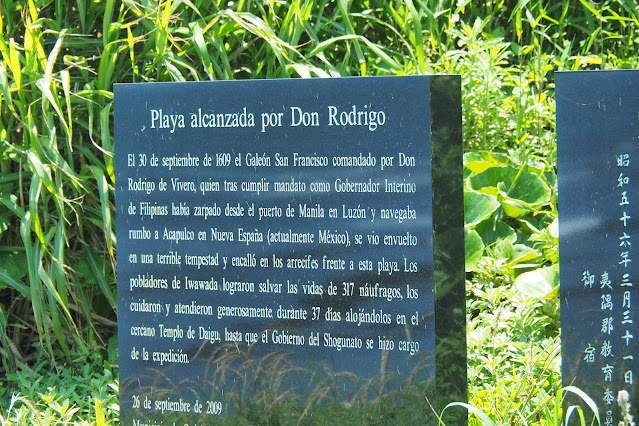 Playa alcanzada por Don Rodrigo
El 30 de septiembre de 1609 el Galeón San Francisco comandado por Don
Rodrigo de Vivero, quien tras cumplir mandato como Gobernador Interino
de Filipinas había zarpado desde el puerto de Manila en Luzón y navegaba
rumbo a Acapulco en Nueva España (actualmente México), se vio envuelto
en una terrible tempestad y encalló en los arrecifes frente a esta playa. Los
pobladores de Iwawada lograron salvar las vidas de 317 náufragos, los
cuidaron y atendieron generosamente durante 37 días alojándolos en el
cercano Templo de Daigu, hasta que el Gobierno del Shogunato se hizo cargo
de la expedición.
26 de septiembre de 2009
昭和五十六年三月三十一日
夷隅郡教育委員
御宿